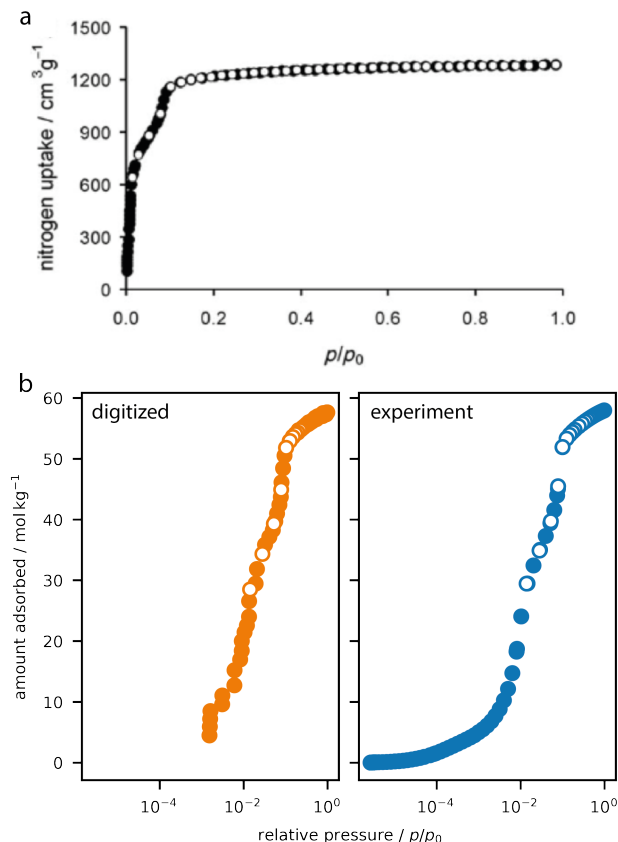 a
1500
1200
900
600
300
0
0.0 0.2 0.4 0.6 0.8 1.0
nitrogen uptake / cm³g⁻¹
p/p₀
b
digitized
experiment
60
50
40
30
20
10
0
amount adsorbed / mol kg⁻¹
10⁻⁴ 10⁻² 10⁰ 10⁻⁴ 10⁻² 10⁰
relative pressure / p/p₀